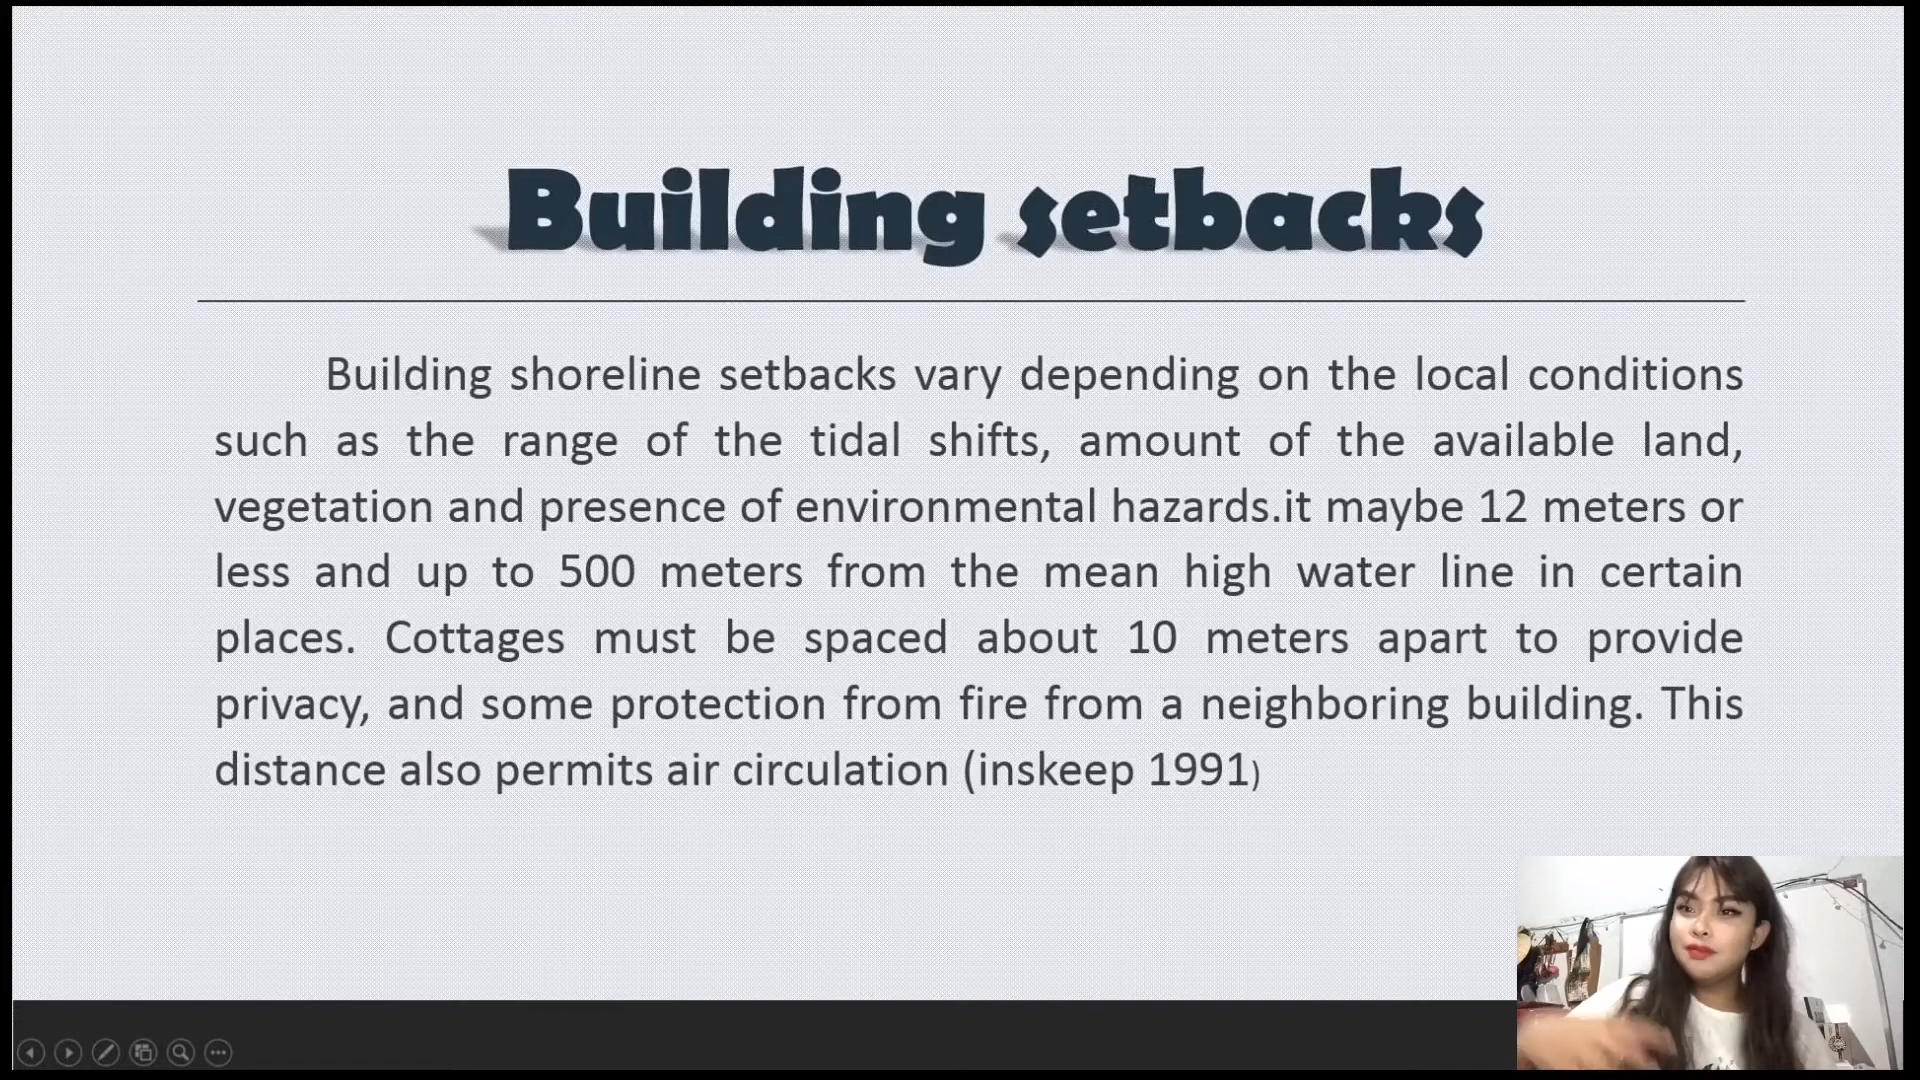 Building setbacks
Building shoreline setbacks vary depending on the local conditions
such as the range of the tidal shifts, amount of the available land,
vegetation and presence of environmental hazards.it maybe 12 meters or
less and up to 500 meters from the mean high water line in certain
places. Cottages must be spaced about 10 meters apart to provide
privacy, and some protection from fire from a neighboring building. This
distance also permits air circulation (inskeep 1991)